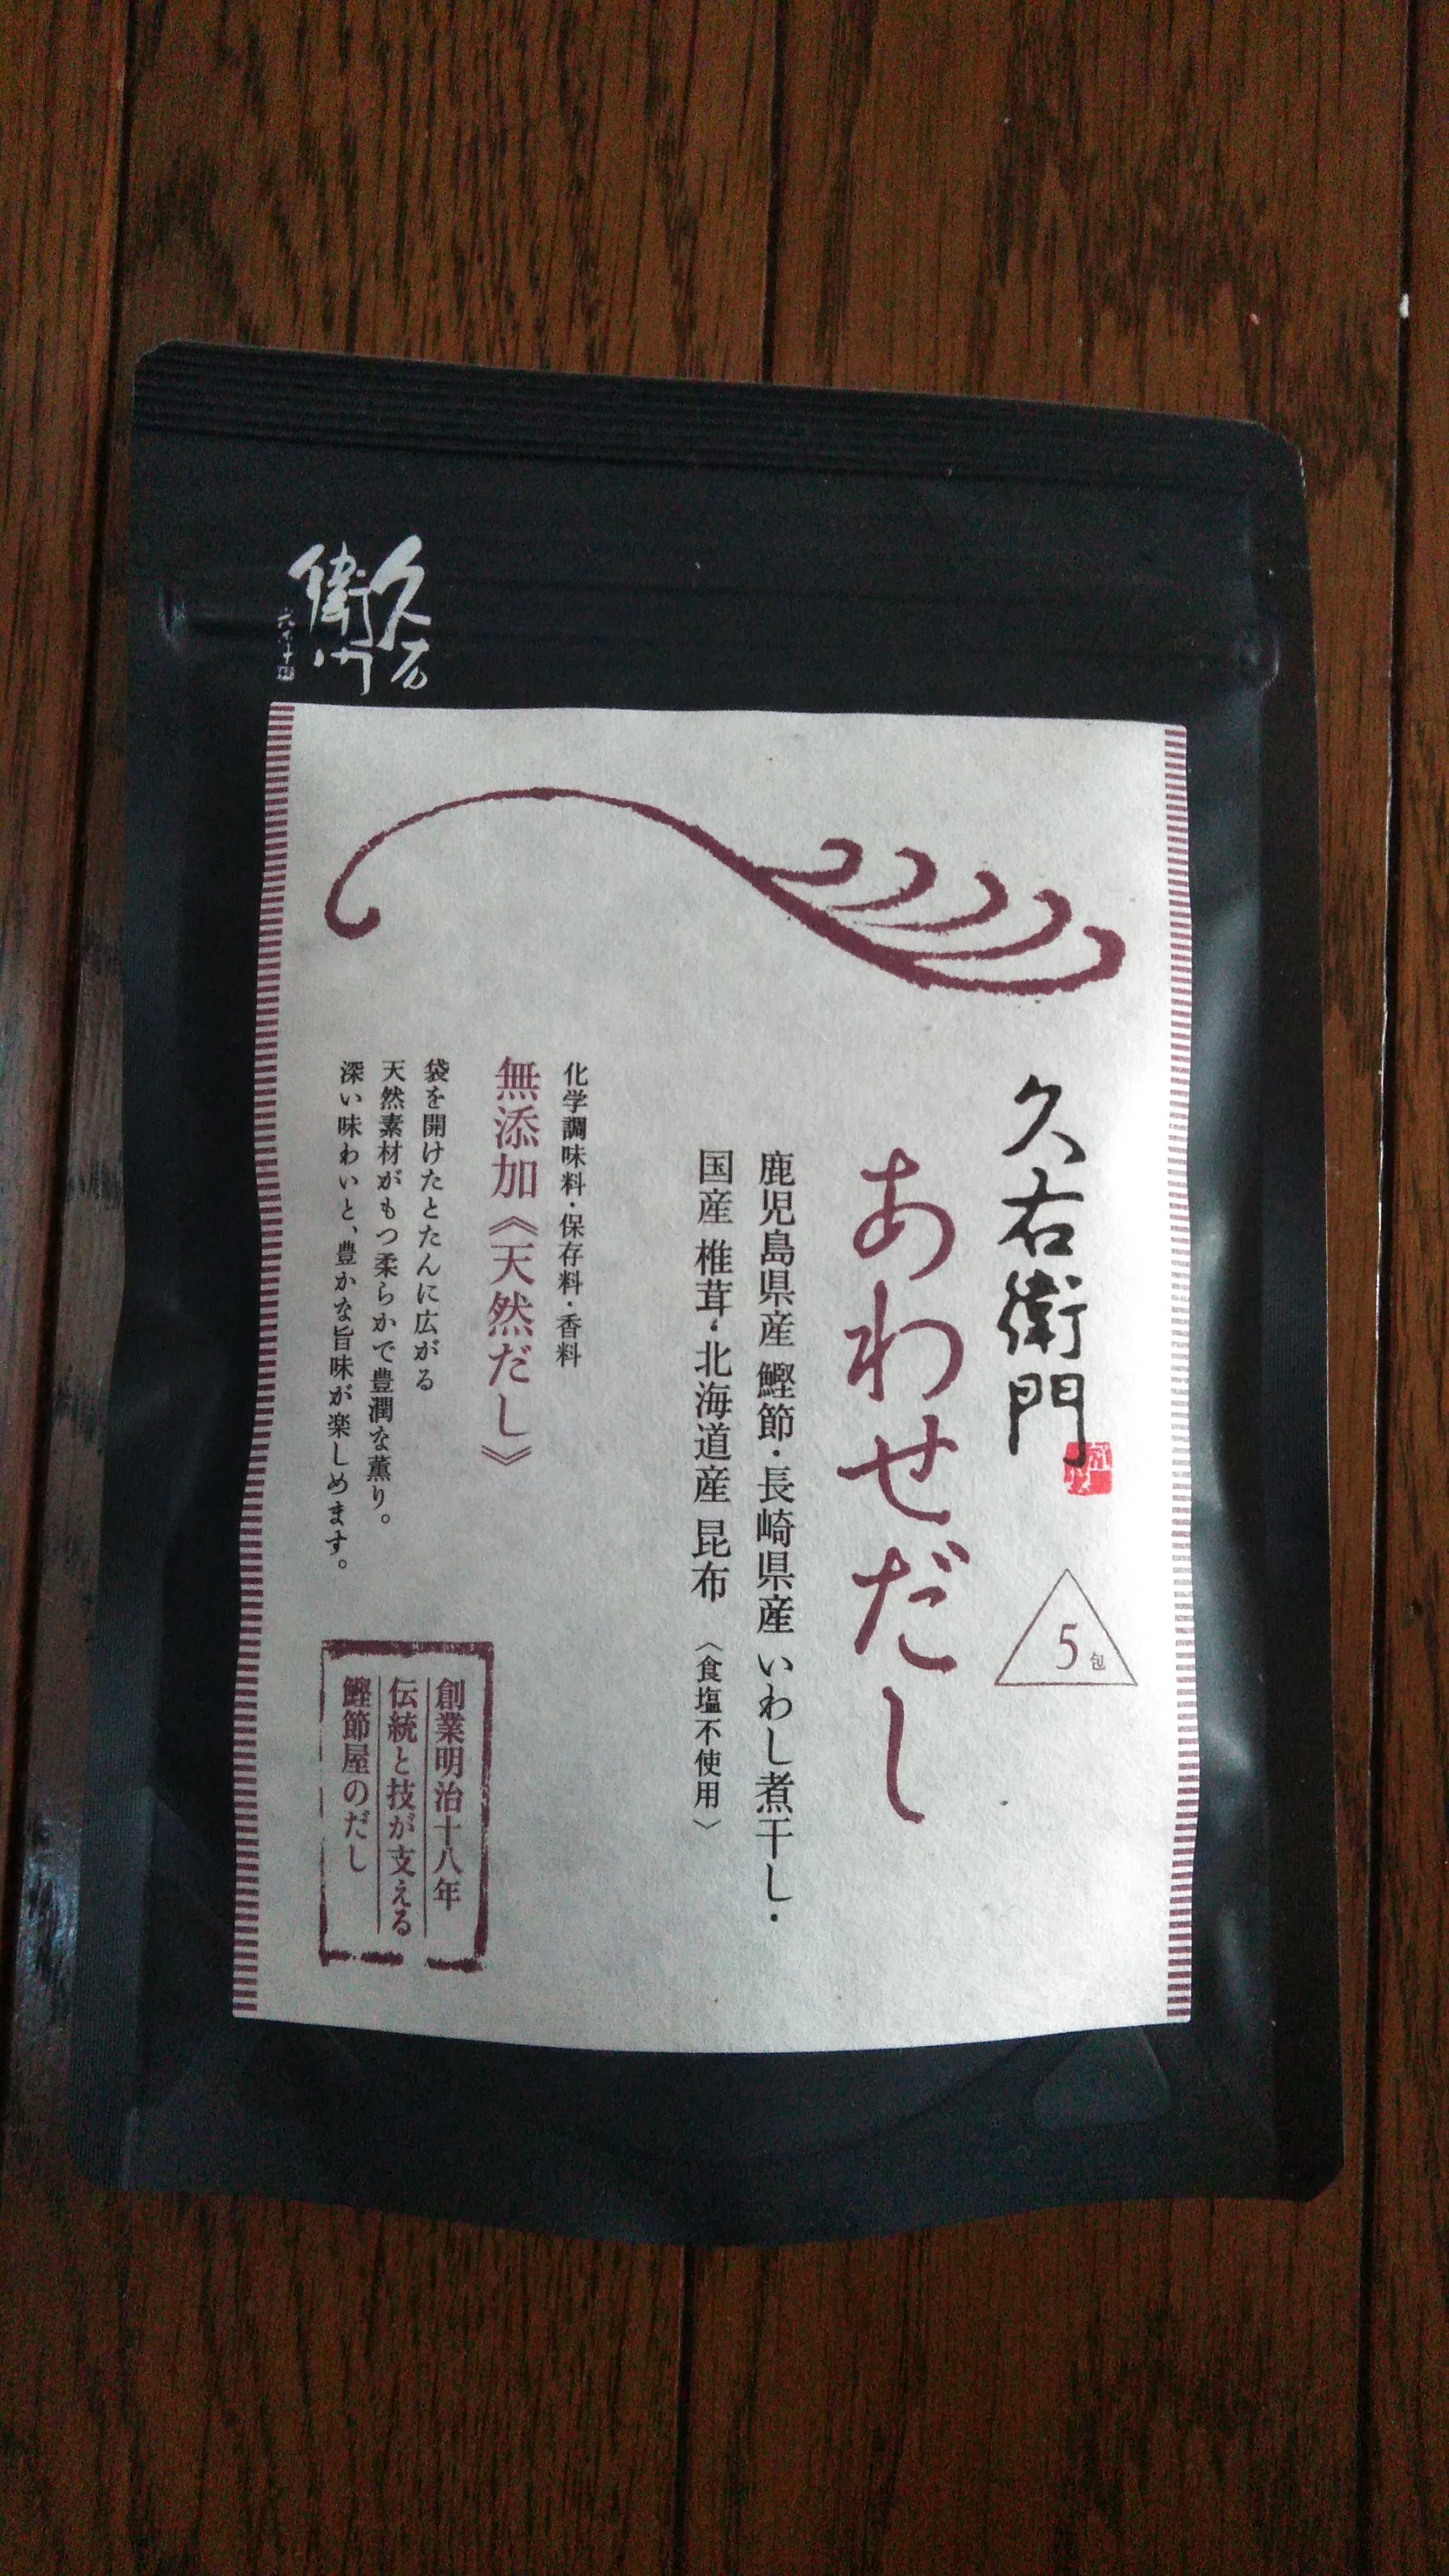 久右
衛門
久右衛門
5包
あわせだし
鹿児島県産 鰹節・長崎県産 いわし煮干し・
国産 椎茸・北海道産 昆布 〈食塩不使用〉
化学調味料・保存料・香料
無添加《天然だし》
袋を開けたとたんに広がる
天然素材がもつ柔らかで豊潤な薫り。
深い味わいと、豊かな旨味が楽しめます。
創業明治十八年
伝統と技が支える
鰹節屋のだし